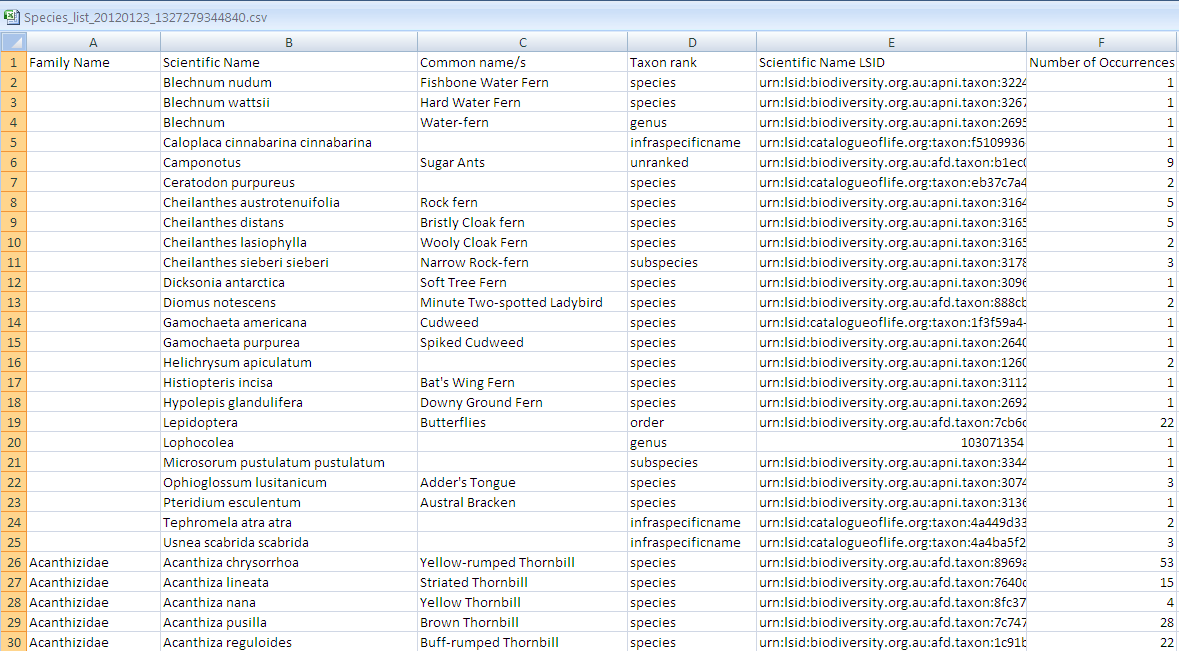 Species_list_20120123_1327279344840.csv
A B C D E F
1 Family Name Scientific Name Common name/s Taxon rank Scientific Name LSID Number of Occurrences
2 Blechnum nudum Fishbone Water Fern species urn:lsid:biodiversity.org.au:apni.taxon:3224 1
3 Blechnum wattsii Hard Water Fern species urn:lsid:biodiversity.org.au:apni.taxon:3267 1
4 Blechnum Water-fern genus urn:lsid:biodiversity.org.au:apni.taxon:2695 1
5 Caloplaca cinnabarina cinnabarina infraspecificname urn:lsid:catalogueoflife.org:taxon:f5109936 1
6 Camponotus Sugar Ants unranked urn:lsid:biodiversity.org.au:afd.taxon:b1ec0 9
7 Ceratodon purpureus species urn:lsid:catalogueoflife.org:taxon:eb37c7a4 2
8 Cheilanthes austrotenuifolia Rock fern species urn:lsid:biodiversity.org.au:apni.taxon:3164 5
9 Cheilanthes distans Bristly Cloak fern species urn:lsid:biodiversity.org.au:apni.taxon:3165 5
10 Cheilanthes lasiophylla Wooly Cloak Fern species urn:lsid:biodiversity.org.au:apni.taxon:3165 2
11 Cheilanthes sieberi sieberi Narrow Rock-fern subspecies urn:lsid:biodiversity.org.au:apni.taxon:3178 3
12 Dicksonia antarctica Soft Tree Fern species urn:lsid:biodiversity.org.au:apni.taxon:3096 1
13 Diomus notescens Minute Two-spotted Ladybird species urn:lsid:biodiversity.org.au:afd.taxon:888cb 2
14 Gamochaeta americana Cudweed species urn:lsid:catalogueoflife.org:taxon:1f3f59a4- 1
15 Gamochaeta purpurea Spiked Cudweed species urn:lsid:biodiversity.org.au:apni.taxon:2640 1
16 Helichrysum apiculatum species urn:lsid:biodiversity.org.au:apni.taxon:1260 2
17 Histiopteris incisa Bat's Wing Fern species urn:lsid:biodiversity.org.au:apni.taxon:3112 1
18 Hypolepis glandulifera Downy Ground Fern species urn:lsid:biodiversity.org.au:apni.taxon:2692 1
19 Lepidoptera Butterflies order urn:lsid:biodiversity.org.au:afd.taxon:7cb6d 22
20 Lophocolea genus 103071354 1
21 Microsorum pustulatum pustulatum subspecies urn:lsid:biodiversity.org.au:apni.taxon:3344 1
22 Ophioglossum lusitanicum Adder's Tongue species urn:lsid:biodiversity.org.au:apni.taxon:3074 3
23 Pteridium esculentum Austral Bracken species urn:lsid:biodiversity.org.au:apni.taxon:3136 1
24 Tephromela atra atra infraspecificname urn:lsid:catalogueoflife.org:taxon:4a449d33 2
25 Usnea scabrida scabrida infraspecificname urn:lsid:catalogueoflife.org:taxon:4a4ba5f2 3
26 Acanthizidae Acanthiza chrysorrhoa Yellow-rumped Thornbill species urn:lsid:biodiversity.org.au:afd.taxon:8969a 53
27 Acanthizidae Acanthiza lineata Striated Thornbill species urn:lsid:biodiversity.org.au:afd.taxon:7640d 15
28 Acanthizidae Acanthiza nana Yellow Thornbill species urn:lsid:biodiversity.org.au:afd.taxon:8fc37 4
29 Acanthizidae Acanthiza pusilla Brown Thornbill species urn:lsid:biodiversity.org.au:afd.taxon:7c747 28
30 Acanthizidae Acanthiza reguloides Buff-rumped Thornbill species urn:lsid:biodiversity.org.au:afd.taxon:1c91b 22